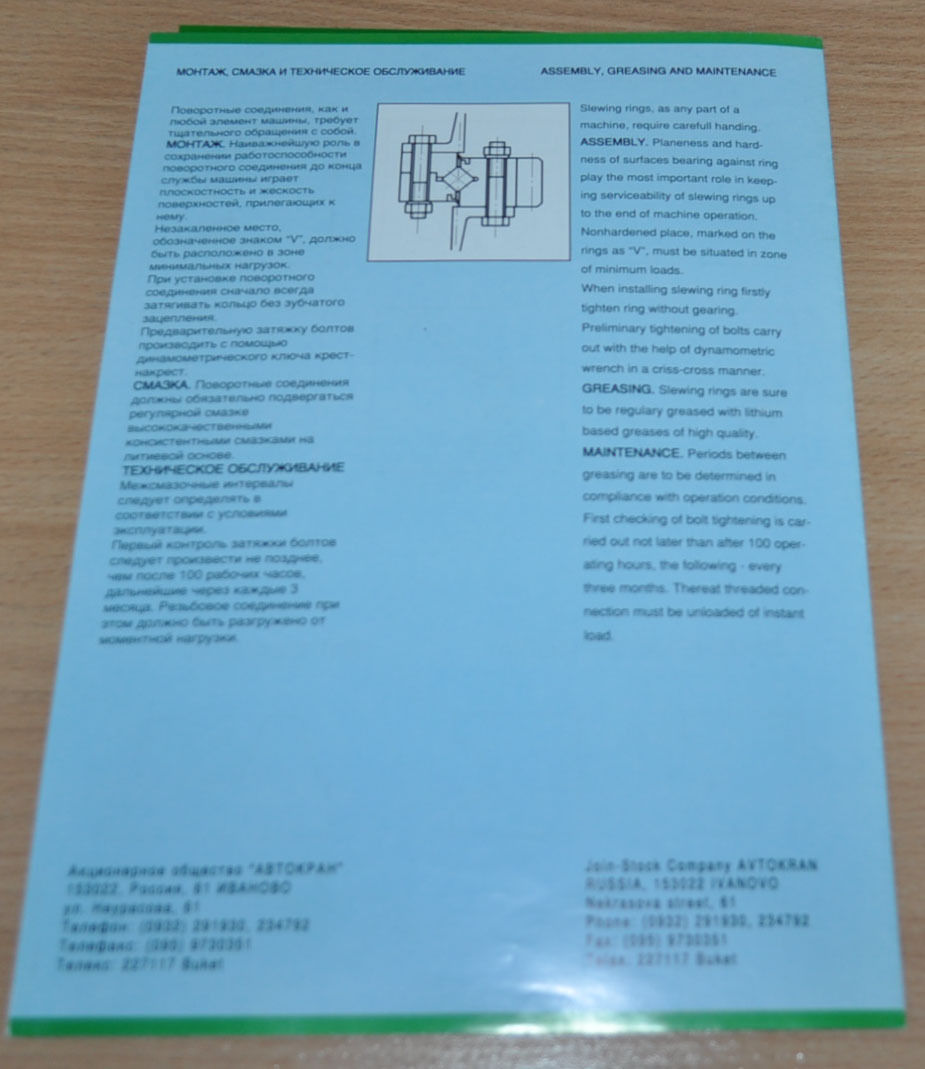 МОНТАЖ, СМАЗКА И ТЕХНИЧЕСКОЕ ОБСЛУЖИВАНИЕ
Поворотные соединения, как и
любой элемент машины, требует
тщательного обращения с собой.
МОНТАЖ. Наиважнейшую роль в
сохранении работоспособности
поворотного соединения до конца
службы машины играет
плоскостность и жескость
поверхностей, прилегающих к
нему.
Незакаленное место,
обозначенное знаком "V", должно
быть расположено в зоне
минимальных нагрузок.
При установке поворотного
соединения сначало всегда
затягивать кольцо без зубчатого
зацепления.
Предварительную затяжку болтов
производить с помощью
динамометрического ключа крест-
накрест.
СМАЗКА. Поворотные соединения
должны обязательно подвергаться
регулярной смазке
высококачественными
консистентными смазками на
литиевой основе.
ТЕХНИЧЕСКОЕ ОБСЛУЖИВАНИЕ
Межсмазочные интервалы
следует определять в
соответствии с условиями
эксплуатации.
Первый контроль затяжки болтов
следует произвести не позднее,
чем после 100 рабочих часов,
дальнейшие через каждые 3
месяца. Резьбовое соединение при
этом должно быть разгружено от
моментной нагрузки.
ASSEMBLY, GREASING AND MAINTENANCE
Slewing rings, as any part of a
machine, require carefull handing.
ASSEMBLY. Planeness and hard-
ness of surfaces bearing against ring
play the most important role in keep-
ing serviceability of slewing rings up
to the end of machine operation.
Nonhardened place, marked on the
rings as "V", must be situated in zone
of minimum loads.
When installing slewing ring firstly
tighten ring without gearing.
Preliminary tightening of bolts carry
out with the help of dynamometric
wrench in a criss-cross manner.
GREASING. Slewing rings are sure
to be regulary greased with lithium
based greases of high quality.
MAINTENANCE. Periods between
greasing are to be determined in
compliance with operation conditions.
First checking of bolt tightening is car-
ried out not later than after 100 oper-
ating hours, the following - every
three months. Thereat threaded con-
nection must be unloaded of instant
load.
Акционерное общество "АВТОКРАН"
153022, Россия, 61 ИВАНОВО
ул. Некрасова, 61
Телефон: (0932) 291930, 234792
Телефакс: (095) 9730351
Телекс: 227117 Buket
Join-Stock Company AVTOKRAN
RUSSIA, 153022 IVANOVO
Nekrasova street, 61
Phone: (0932) 291930, 234792
Fax: (095) 9730351
Telex: 227117 Buket